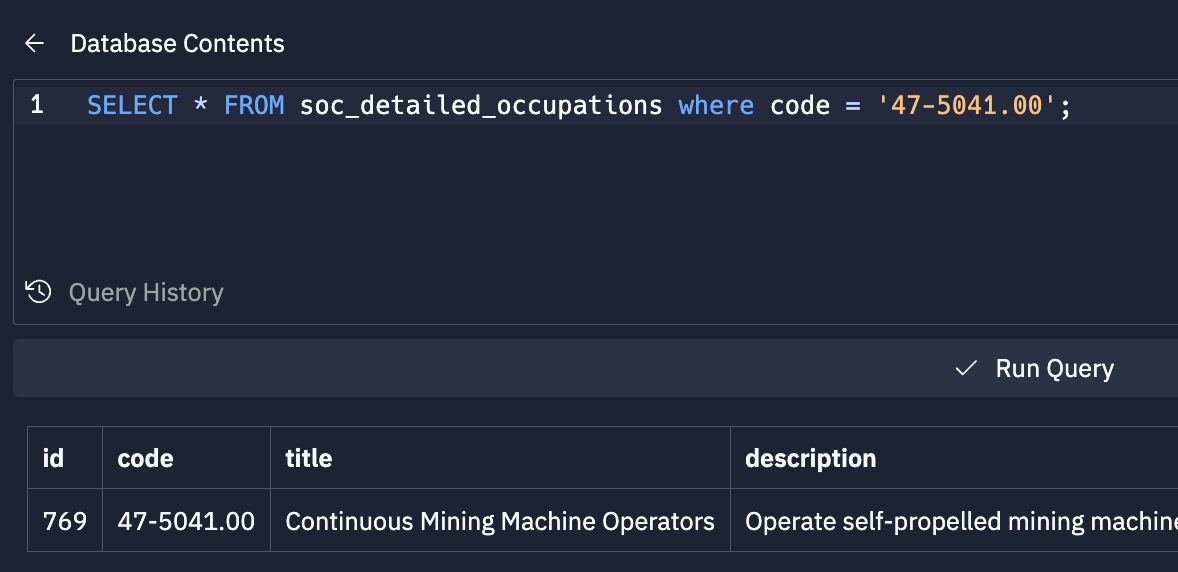 Database Contents
1 SELECT * FROM soc_detailed_occupations where code = '47-5041.00';
Query History
Run Query
id code title description
769 47-5041.00 Continuous Mining Machine Operators Operate self-propelled mining machine